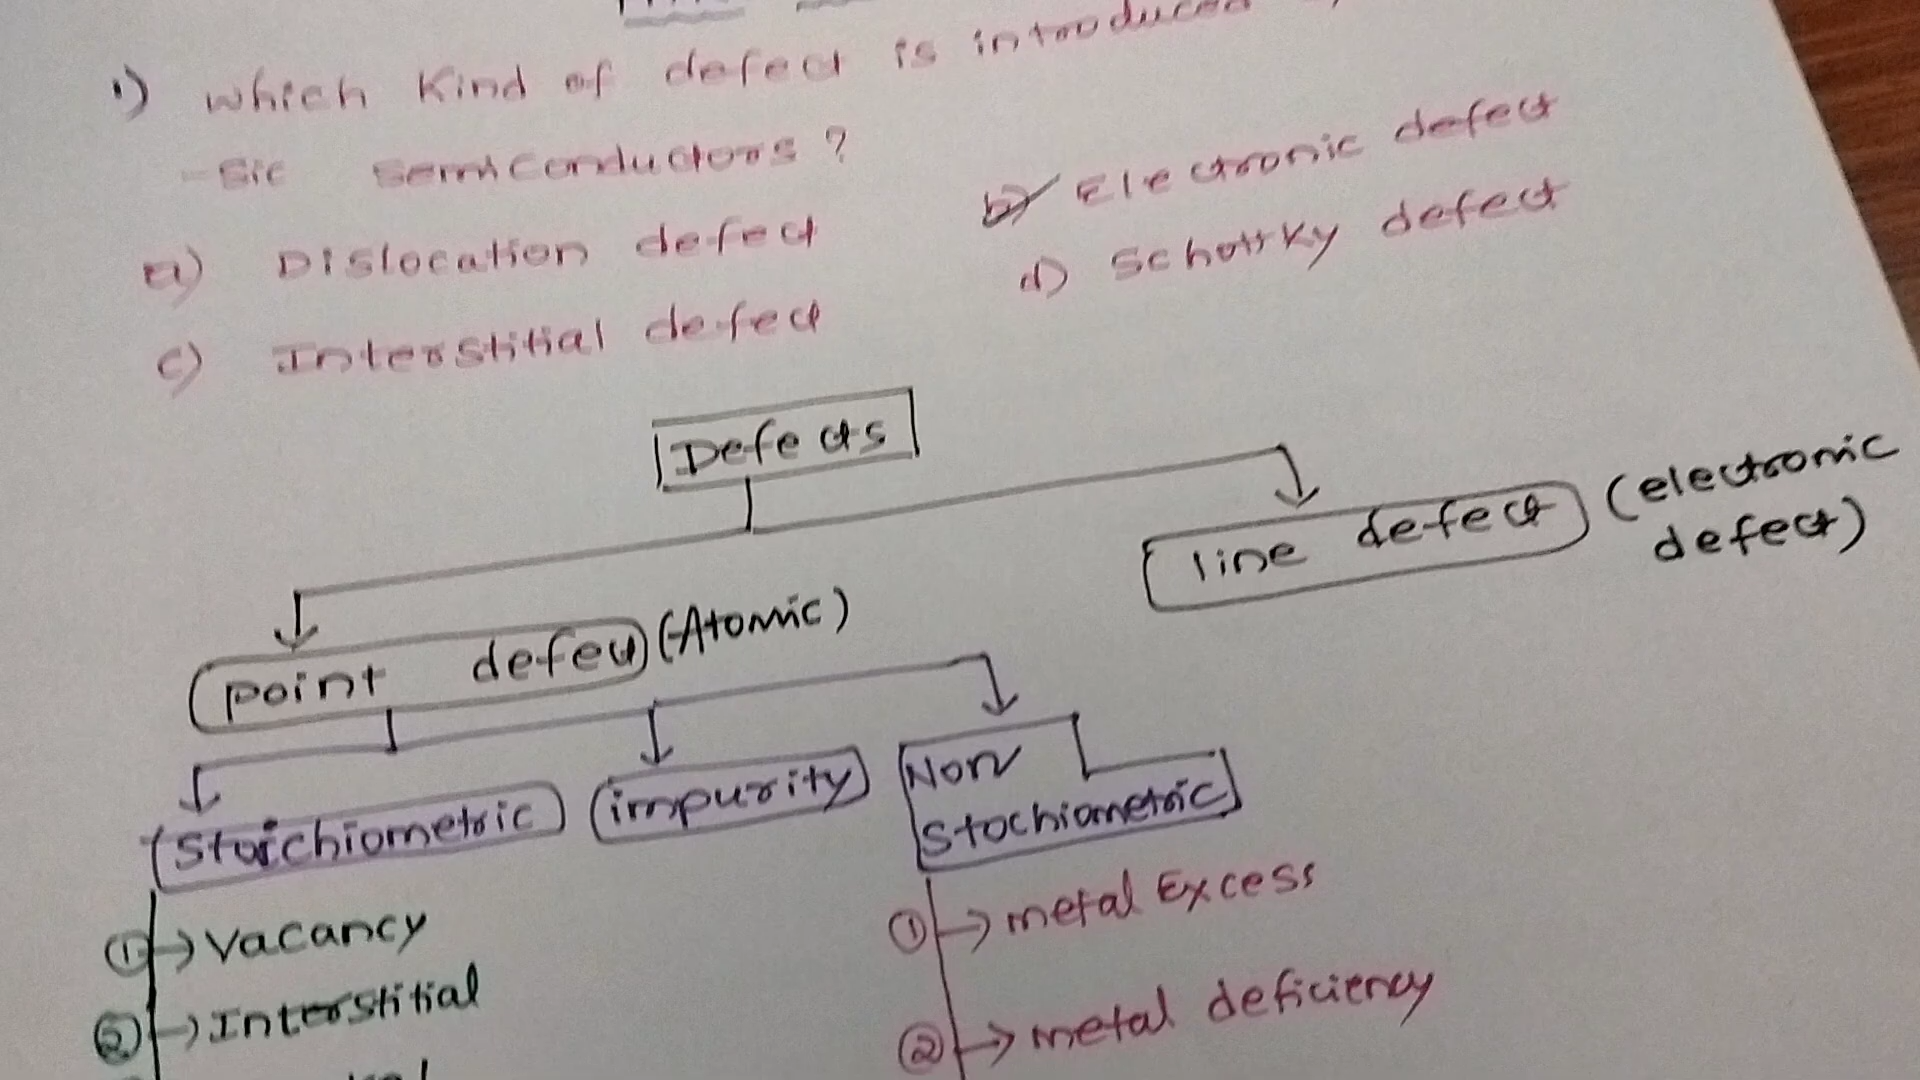 1) which kind of defect is introduced
-sic semiconductors ?
a) Dislocation defect
b) Electronic defect
c) Interstitial defect
d) Schottky defect
Defects
line defect (electronic
defect)
point defect (Atomic)
Stoichiometric
impurity
Non
Stochiometric
① → Vacancy
② → Interstitial
① → metal Excess
② → metal deficiency